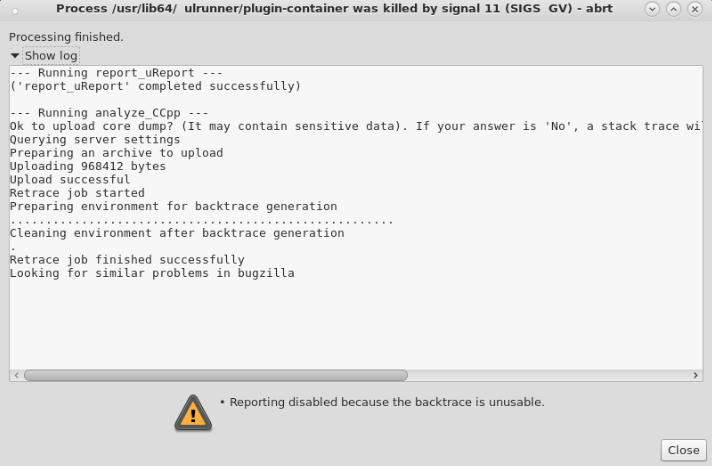 Process /usr/lib64/ ulrunner/plugin-container was killed by signal 11 (SIGS GV) - abrt
Processing finished.
Show log
--- Running report_uReport ---
('report_uReport' completed successfully)
--- Running analyze_CCpp ---
Ok to upload core dump? (It may contain sensitive data). If your answer is 'No', a stack trace wil
Querying server settings
Preparing an archive to upload
Uploading 968412 bytes
Upload successful
Retrace job started
Preparing environment for backtrace generation
......................................................
Cleaning environment after backtrace generation
.
Retrace job finished successfully
Looking for similar problems in bugzilla
• Reporting disabled because the backtrace is unusable.
Close